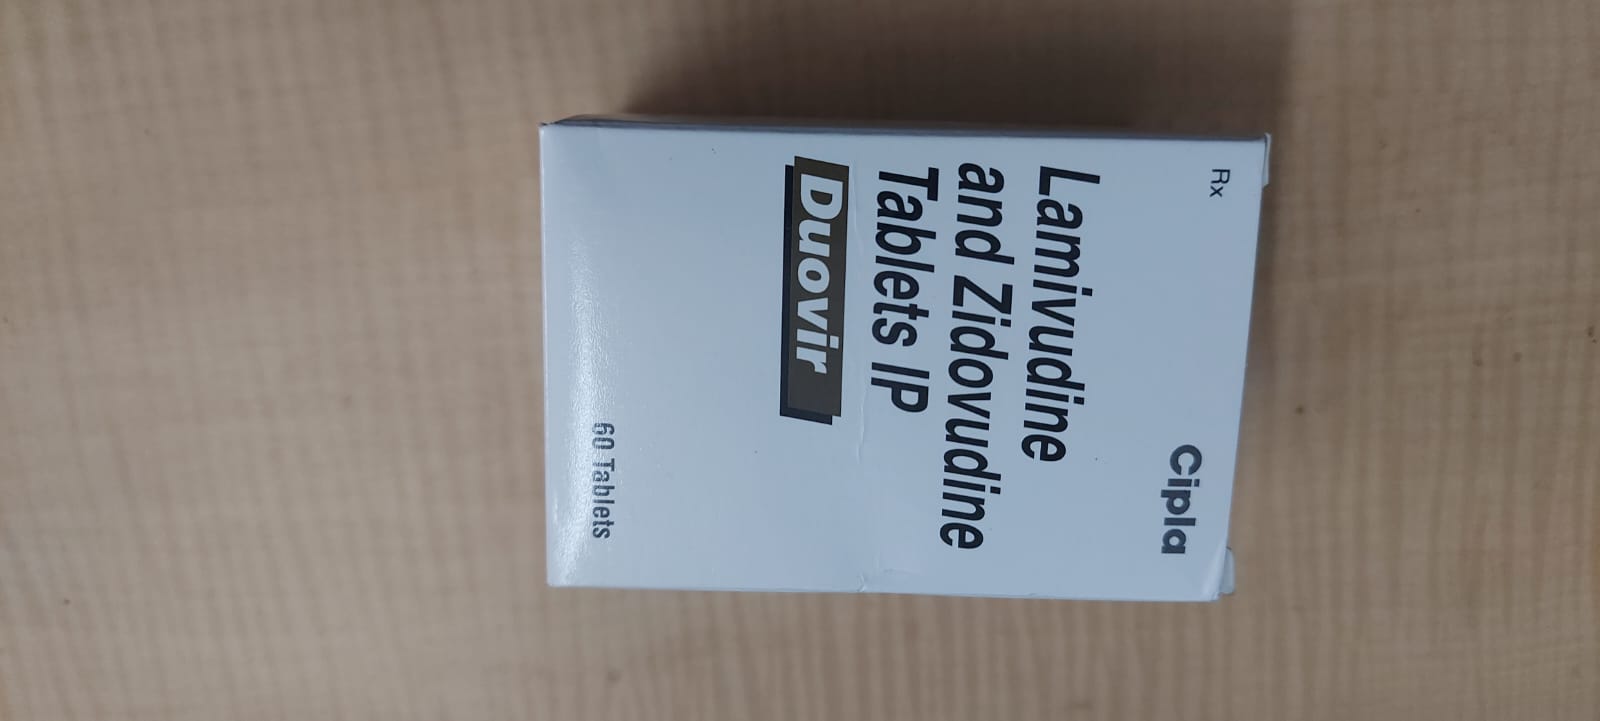 Rx
Cipla
Lamivudine
and Zidovudine
Tablets IP
Duovir
60 Tablets